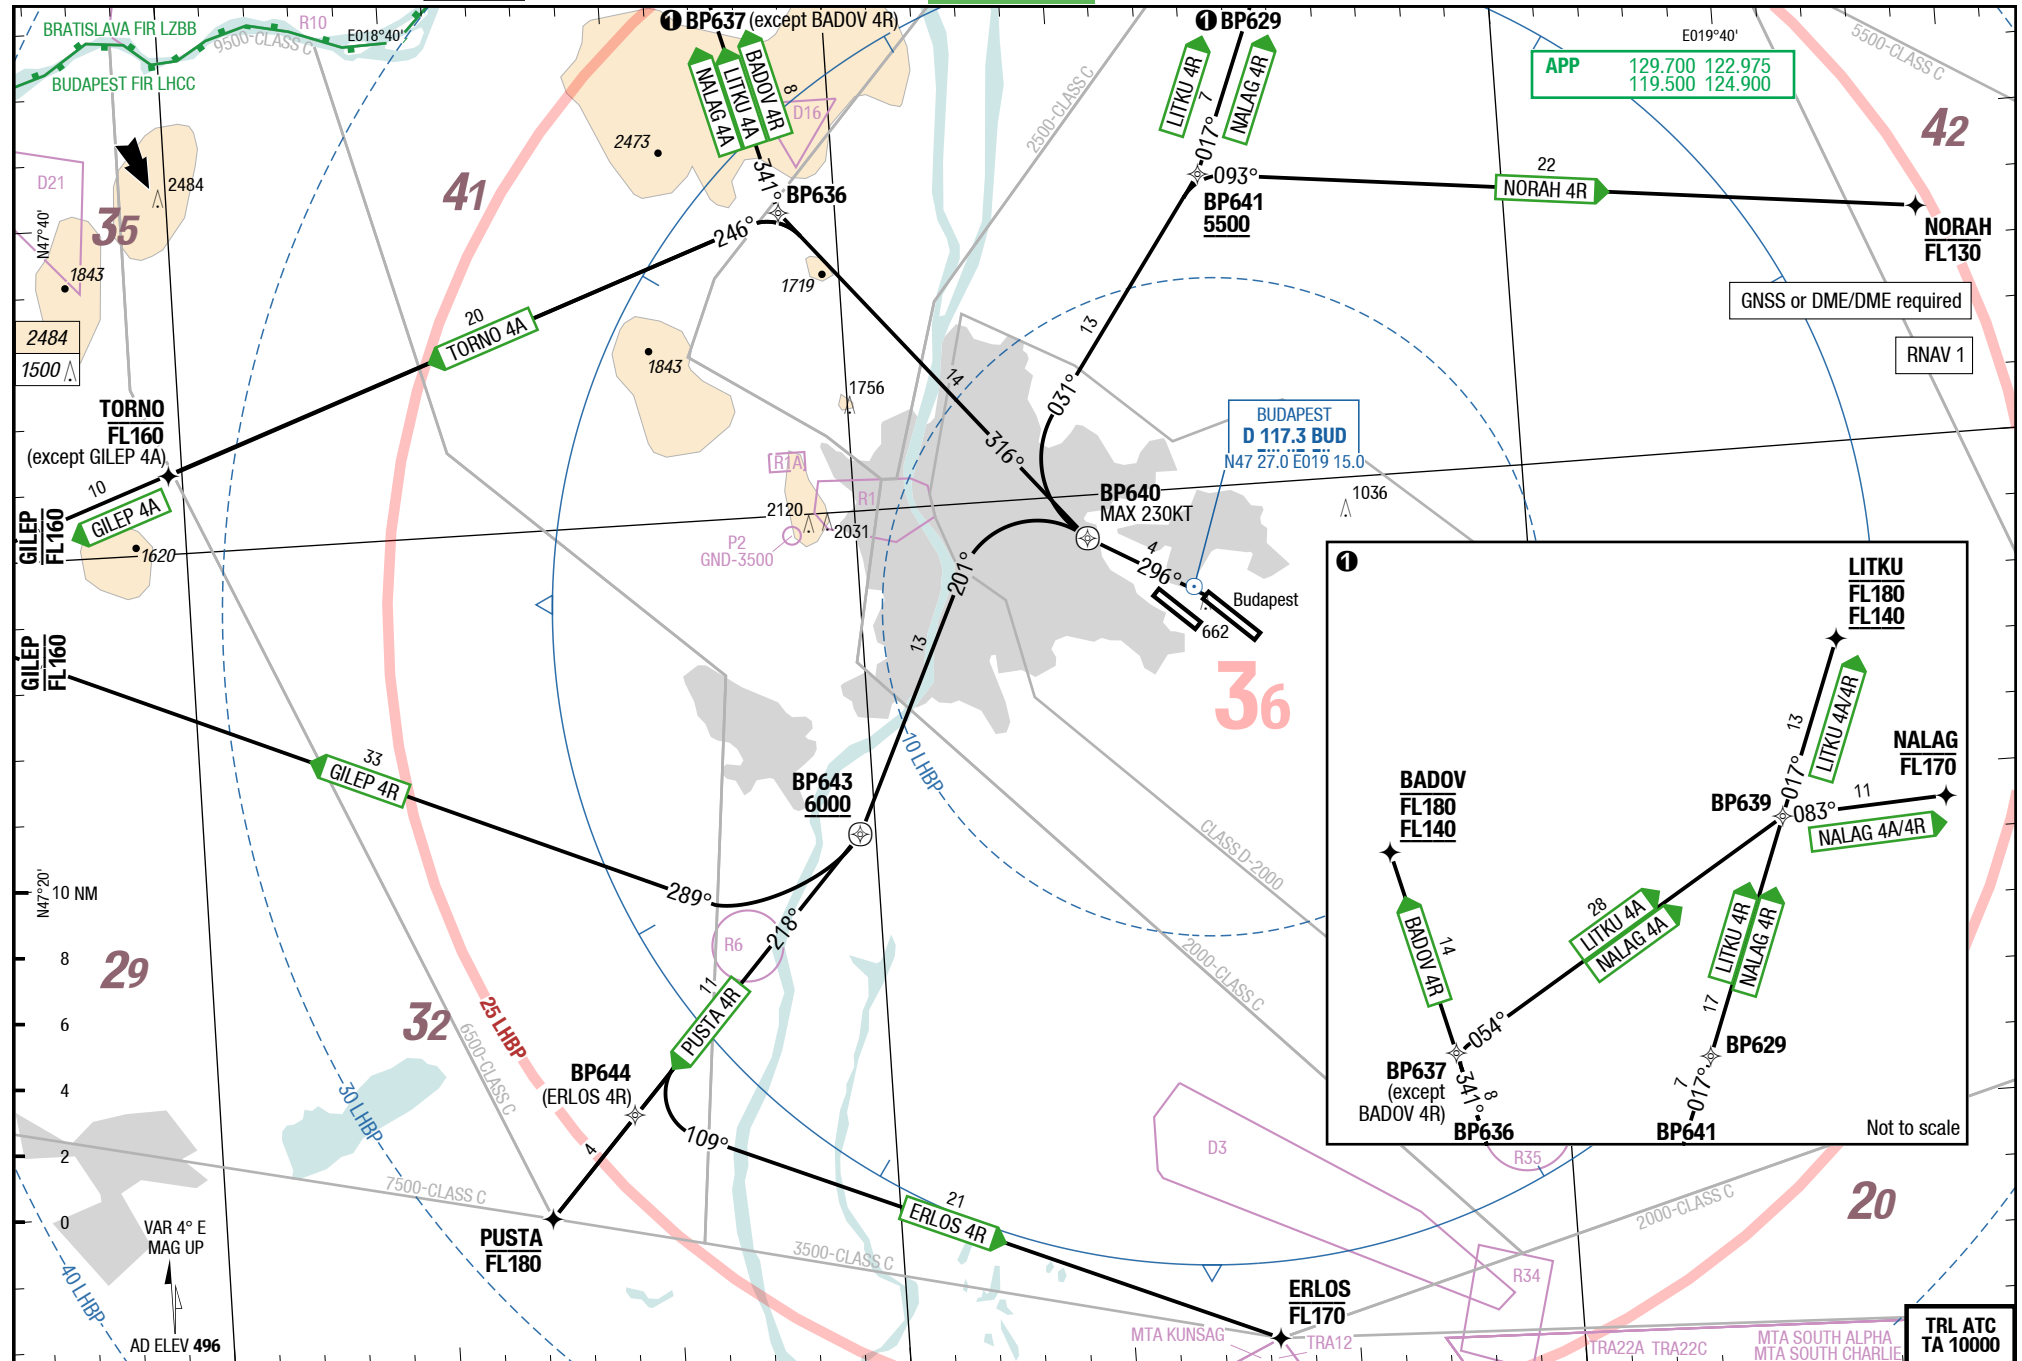 BRATISLAVA FIR LZBB
BUDAPEST FIR LHCC
R10
9500-CLASS C
E018°40'
❶ BP637 (except BADOV 4R)
NALAG 4A
LITKU 4A
BADOV 4R
8
341°
D16
2473
BP636
❶ BP629
LITKU 4R
7
017°
NALAG 4R
2500-CLASS C
E019°40'
5500-CLASS C
APP 129.700 122.975
119.500 124.900
42
D21
2484
N47°40'
35
1843
41
246°
093°
BP641
5500
22
NORAH 4R
NORAH
FL130
1719
GNSS or DME/DME required
RNAV 1
2484
1500
20
TORNO 4A
1843
1756
14
13
031°
316°
TORNO
FL160
(except GILEP 4A)
10
GILEP 4A
GILEP
FL160
1620
BUDAPEST
D 117.3 BUD
N47 27.0 E019 15.0
R1A
R1
2120
2031
P2
GND-3500
BP640
MAX 230KT
1036
4
296°
201°
Budapest
662
36
13
GILEP
FL160
33
GILEP 4R
BP643
6000
10 LHBP
289°
218°
R6
CLASS D-2000
2000-CLASS C
N47°20'
10 NM
8
6
4
2
0
29
32
25 LHBP
6500-CLASS C
11
PUSTA 4R
BP644
(ERLOS 4R)
30 LHBP
109°
4
7500-CLASS C
PUSTA
FL180
21
ERLOS 4R
3500-CLASS C
ERLOS
FL170
VAR 4° E
MAG UP
AD ELEV 496
40 LHBP
D3
R35
R34
2000-CLASS C
20
MTA KUNSAG
TRA12
TRA22A TRA22C
MTA SOUTH ALPHA
MTA SOUTH CHARLIE
TRL ATC
TA 10000
❶
LITKU
FL180
FL140
13
LITKU 4A/4R
017°
NALAG
FL170
11
BP639
083°
NALAG 4A/4R
BADOV
FL180
FL140
28
LITKU 4A
NALAG 4A
LITKU 4R
NALAG 4R
BADOV 4R
14
17
054°
BP629
BP637
(except
BADOV 4R)
8
341°
BP636
7
017°
BP641
Not to scale